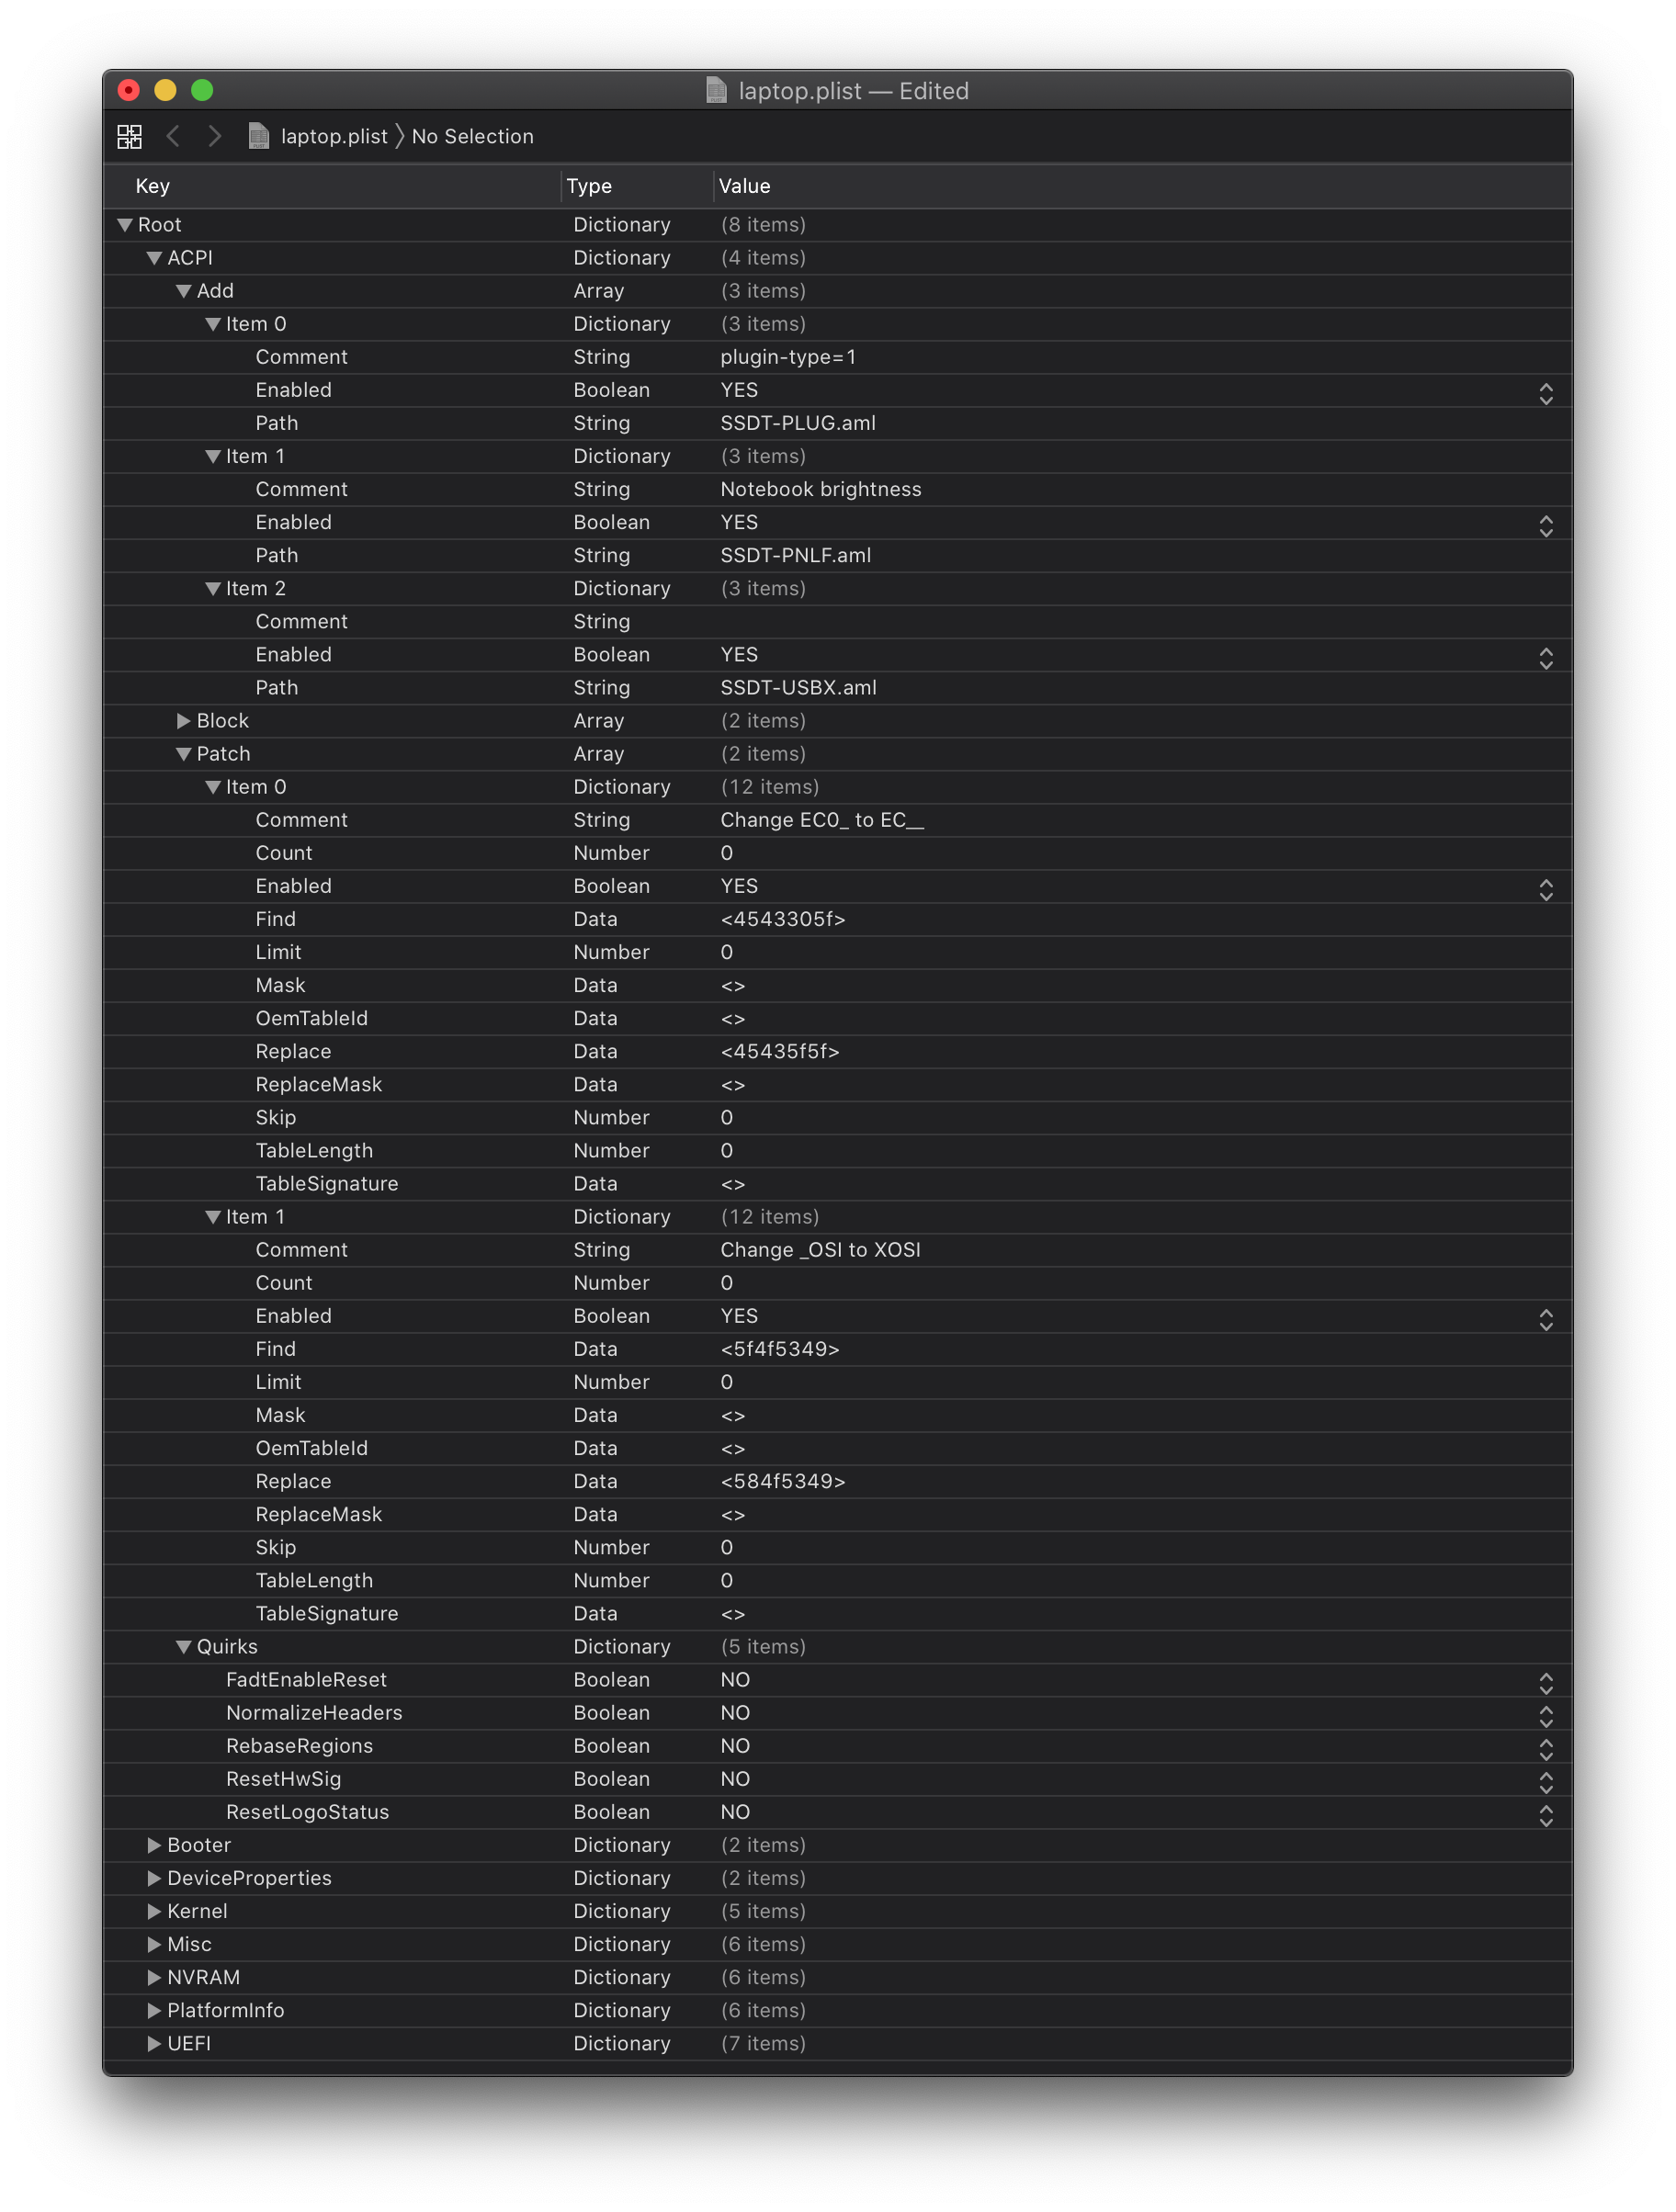 laptop.plist — Edited
laptop.plist 〉 No Selection
Key Type Value
Root Dictionary (8 items)
ACPI Dictionary (4 items)
Add Array (3 items)
Item 0 Dictionary (3 items)
Comment String plugin-type=1
Enabled Boolean YES
Path String SSDT-PLUG.aml
Item 1 Dictionary (3 items)
Comment String Notebook brightness
Enabled Boolean YES
Path String SSDT-PNLF.aml
Item 2 Dictionary (3 items)
Comment String
Enabled Boolean YES
Path String SSDT-USBX.aml
Block Array (2 items)
Patch Array (2 items)
Item 0 Dictionary (12 items)
Comment String Change EC0_ to EC__
Count Number 0
Enabled Boolean YES
Find Data <4543305f>
Limit Number 0
Mask Data <>
OemTableId Data <>
Replace Data <45435f5f>
ReplaceMask Data <>
Skip Number 0
TableLength Number 0
TableSignature Data <>
Item 1 Dictionary (12 items)
Comment String Change _OSI to XOSI
Count Number 0
Enabled Boolean YES
Find Data <5f4f5349>
Limit Number 0
Mask Data <>
OemTableId Data <>
Replace Data <584f5349>
ReplaceMask Data <>
Skip Number 0
TableLength Number 0
TableSignature Data <>
Quirks Dictionary (5 items)
FadtEnableReset Boolean NO
NormalizeHeaders Boolean NO
RebaseRegions Boolean NO
ResetHwSig Boolean NO
ResetLogoStatus Boolean NO
Booter Dictionary (2 items)
DeviceProperties Dictionary (2 items)
Kernel Dictionary (5 items)
Misc Dictionary (6 items)
NVRAM Dictionary (6 items)
PlatformInfo Dictionary (6 items)
UEFI Dictionary (7 items)